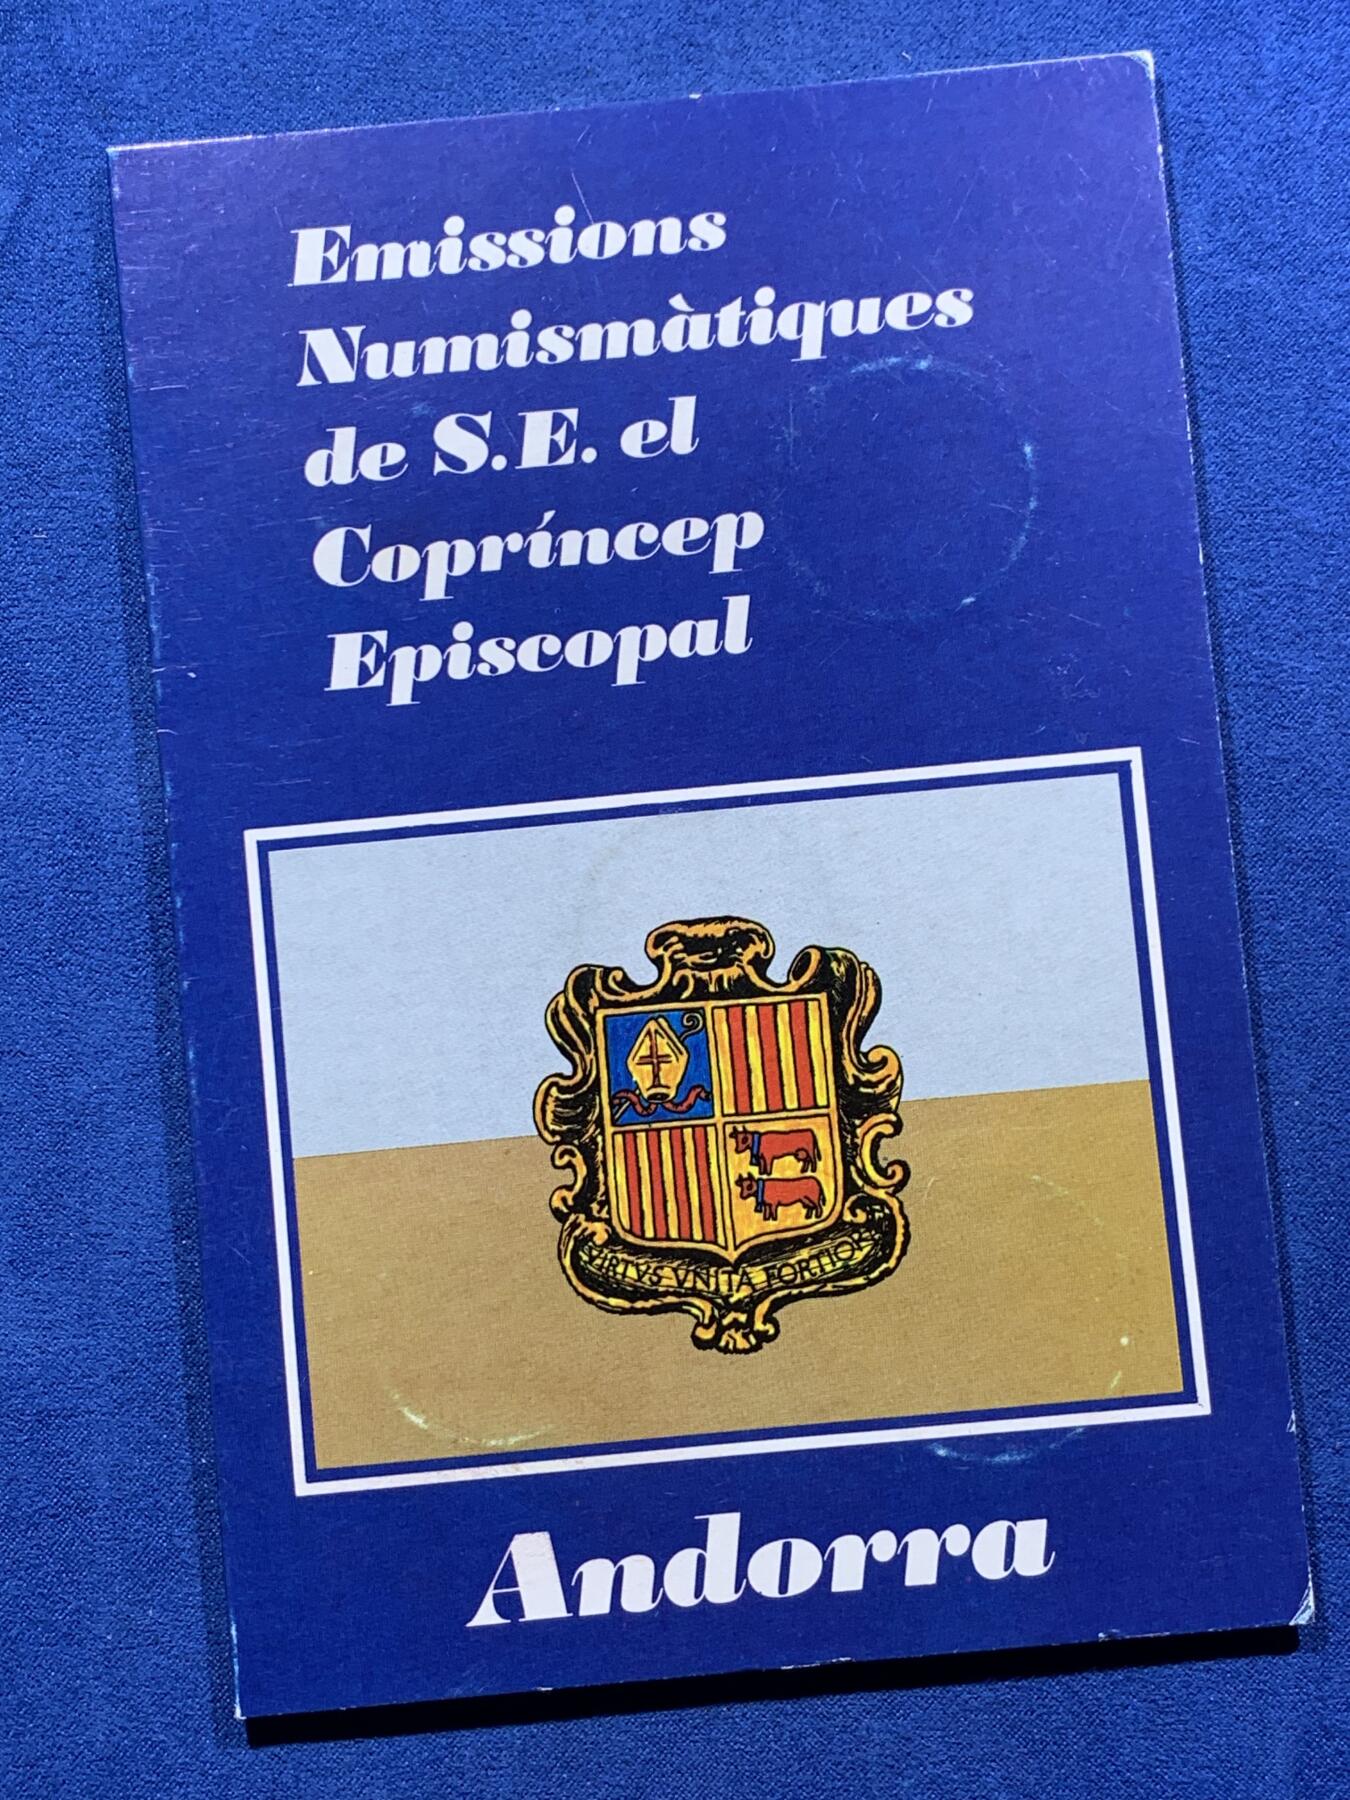 Emissions
Numismàtiques
de S.E. el
Copríncep
Episcopal
VIRTVS VNITA FORTIOR
Andorra